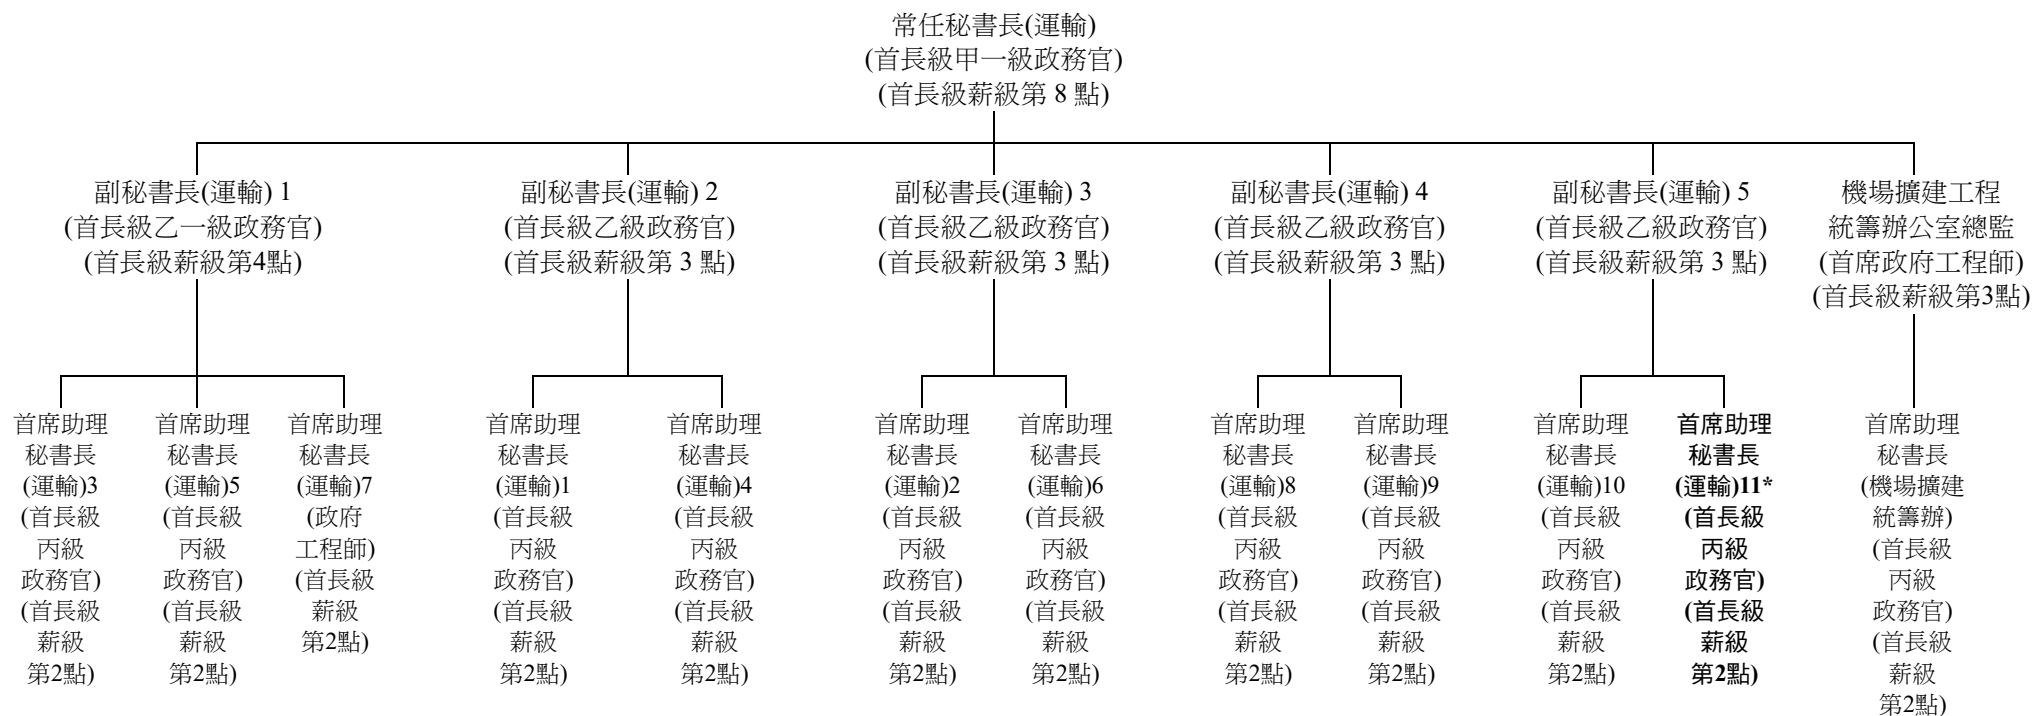 常任秘書長(運輸)
(首長級甲一級政務官)
(首長級薪級第 8 點)
副秘書長(運輸) 1
(首長級乙一級政務官)
(首長級薪級第4點)
副秘書長(運輸) 2
(首長級乙級政務官)
(首長級薪級第 3 點)
副秘書長(運輸) 3
(首長級乙級政務官)
(首長級薪級第 3 點)
副秘書長(運輸) 4
(首長級乙級政務官)
(首長級薪級第 3 點)
副秘書長(運輸) 5
(首長級乙級政務官)
(首長級薪級第 3 點)
機場擴建工程
統籌辦公室總監
(首席政府工程師)
(首長級薪級第3點)
首席助理
秘書長
(運輸)3
(首長級
丙級
政務官)
(首長級
薪級
第2點)
首席助理
秘書長
(運輸)5
(首長級
丙級
政務官)
(首長級
薪級
第2點)
首席助理
秘書長
(運輸)7
(政府
工程師)
(首長級
薪級
第2點)
首席助理
秘書長
(運輸)1
(首長級
丙級
政務官)
(首長級
薪級
第2點)
首席助理
秘書長
(運輸)4
(首長級
丙級
政務官)
(首長級
薪級
第2點)
首席助理
秘書長
(運輸)2
(首長級
丙級
政務官)
(首長級
薪級
第2點)
首席助理
秘書長
(運輸)6
(首長級
丙級
政務官)
(首長級
薪級
第2點)
首席助理
秘書長
(運輸)8
(首長級
丙級
政務官)
(首長級
薪級
第2點)
首席助理
秘書長
(運輸)9
(首長級
丙級
政務官)
(首長級
薪級
第2點)
首席助理
秘書長
(運輸)10
(首長級
丙級
政務官)
(首長級
薪級
第2點)
首席助理
秘書長
(運輸)11*
(首長級
丙級
政務官)
(首長級
薪級
第2點)
首席助理
秘書長
(機場擴建
統籌辦)
(首長級
丙級
政務官)
(首長級
薪級
第2點)